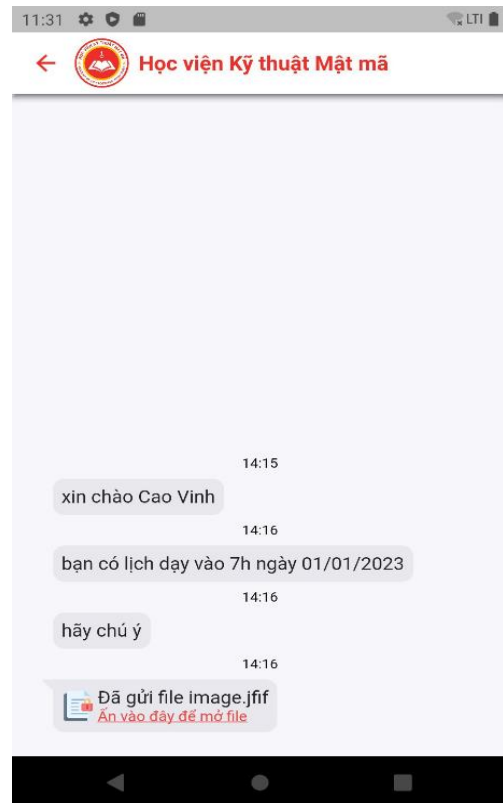 11:31
LTI
Học viện Kỹ thuật Mật mã
14:15
xin chào Cao Vinh
14:16
bạn có lịch dạy vào 7h ngày 01/01/2023
14:16
hãy chú ý
14:16
Đã gửi file image.jfif
Ấn vào đây để mở file